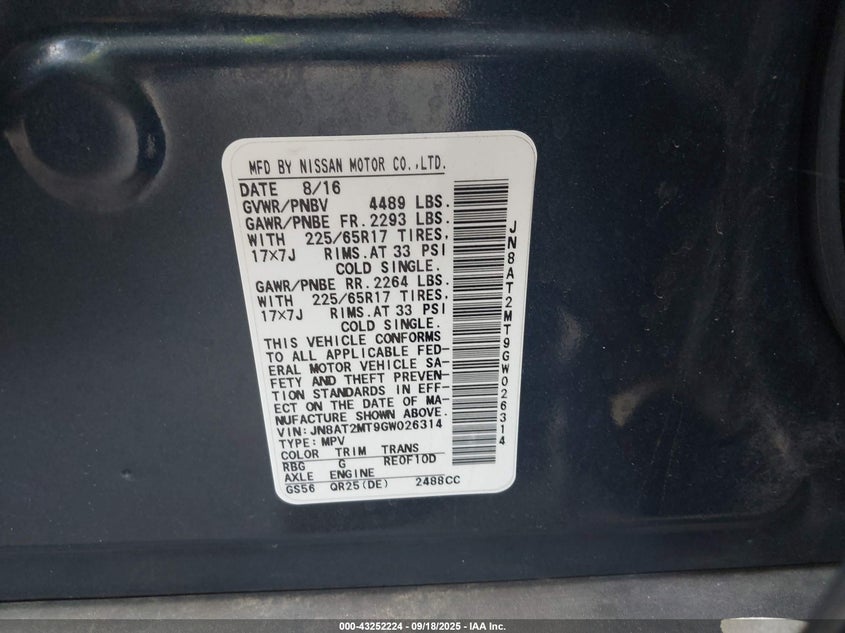 MFD BY NISSAN MOTOR CO.,LTD.
DATE 8/16
GVWR/PNBV 4489 LBS.
GAWR/PNBE FR.2293 LBS.
WITH 225/65R17 TIRES,
17X7J RIMS.AT 33 PSI
COLD SINGLE.
GAWR/PNBE RR.2264 LBS.
WITH 225/65R17 TIRES,
17X7J RIMS.AT 33 PSI
COLD SINGLE.
THIS VEHICLE CONFORMS
TO ALL APPLICABLE FED-
ERAL MOTOR VEHICLE SA-
FETY AND THEFT PREVEN-
TION STANDARDS IN EFF-
ECT ON THE DATE OF MA-
NUFACTURE SHOWN ABOVE.
VIN:JN8AT2MT9GW026314
TYPE:MPV
COLOR TRIM TRANS
RBG G RE0F10D
AXLE ENGINE
GS56 QR25(DE) 2488CC
JN8AT2MT9GW026314
000-43252224 | 09/18/2025 | IAA Inc.